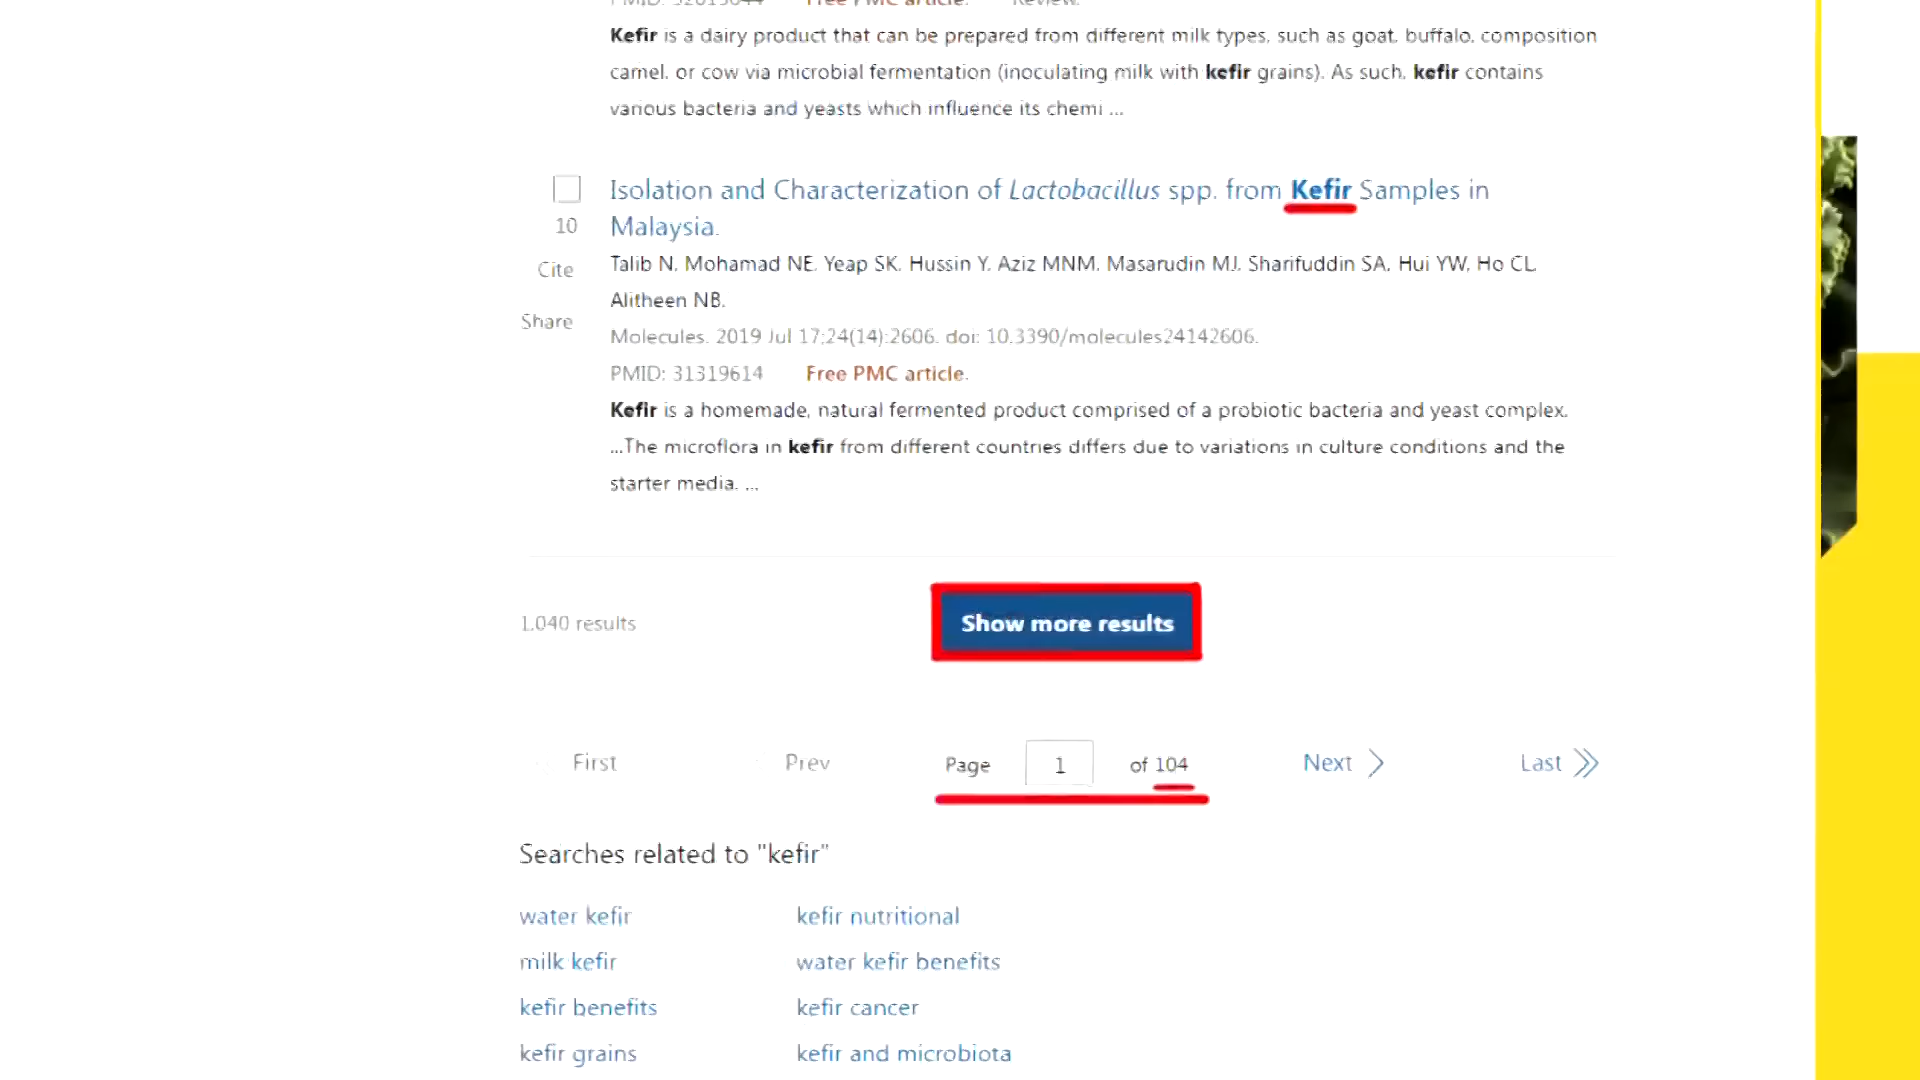 Free PMC article. Review.
Kefir is a dairy product that can be prepared from different milk types, such as goat, buffalo, composition
camel, or cow via microbial fermentation (inoculating milk with kefir grains). As such, kefir contains
various bacteria and yeasts which influence its chemi ...
Isolation and Characterization of Lactobacillus spp. from Kefir Samples in
Malaysia.
10
Talib N, Mohamad NE, Yeap SK, Hussin Y, Aziz MNM, Masarudin MJ, Sharifuddin SA, Hui YW, Ho CL,
Cite
Alitheen NB.
Share
Molecules. 2019 Jul 17;24(14):2606. doi: 10.3390/molecules24142606.
PMID: 31319614 Free PMC article.
Kefir is a homemade, natural fermented product comprised of a probiotic bacteria and yeast complex.
...The microflora in kefir from different countries differs due to variations in culture conditions and the
starter media. ...
1,040 results
Show more results
First Prev Page 1 of 104 Next Last
Searches related to "kefir"
water kefir kefir nutritional
milk kefir water kefir benefits
kefir benefits kefir cancer
kefir grains kefir and microbiota